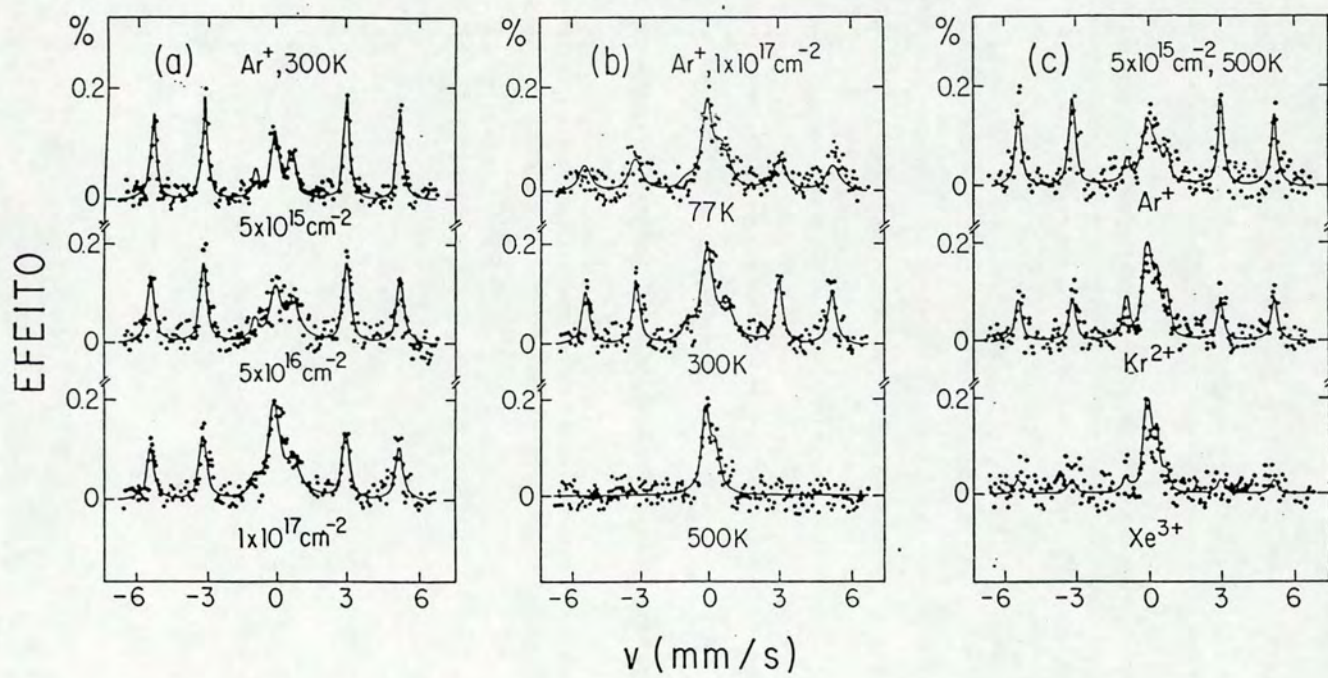 EFEITO
%
(a)
Ar⁺, 300K
0.2
0
5x10¹⁵cm⁻²
0.2
0
5x10¹⁶cm⁻²
0.2
0
1x10¹⁷cm⁻²
-6 -3 0 3 6
%
(b)
Ar⁺, 1x10¹⁷cm⁻²
0.2
0
77K
0.2
0
300K
0.2
0
500K
-6 -3 0 3 6
%
(c)
5x10¹⁵cm⁻², 500K
0.2
0
Ar⁺
0.2
0
Kr²⁺
0.2
0
Xe³⁺
-6 -3 0 3 6
v (mm/s)